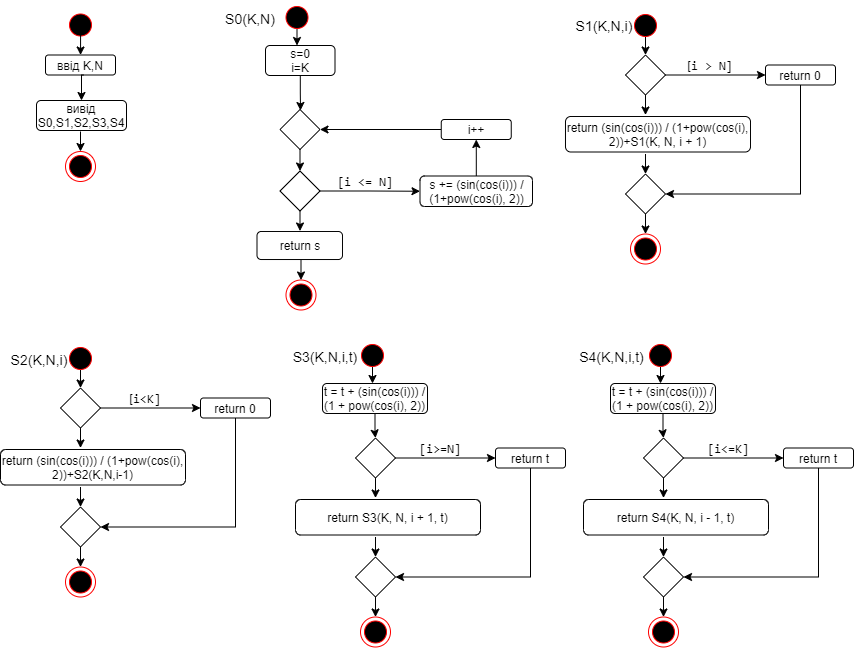 ввід K,N
вивід
S0,S1,S2,S3,S4
S0(K,N)
s=0
i=K
i++
[i <= N]
s += (sin(cos(i))) /
(1+pow(cos(i), 2))
return s
S1(K,N,i)
[i > N]
return 0
return (sin(cos(i))) / (1+pow(cos(i),
2))+S1(K, N, i + 1)
S2(K,N,i)
[i<K]
return 0
return (sin(cos(i))) / (1+pow(cos(i),
2))+S2(K,N,i-1)
S3(K,N,i,t)
t = t + (sin(cos(i))) /
(1 + pow(cos(i), 2))
[i>=N]
return t
return S3(K, N, i + 1, t)
S4(K,N,i,t)
t = t + (sin(cos(i))) /
(1 + pow(cos(i), 2))
[i<=K]
return t
return S4(K, N, i - 1, t)